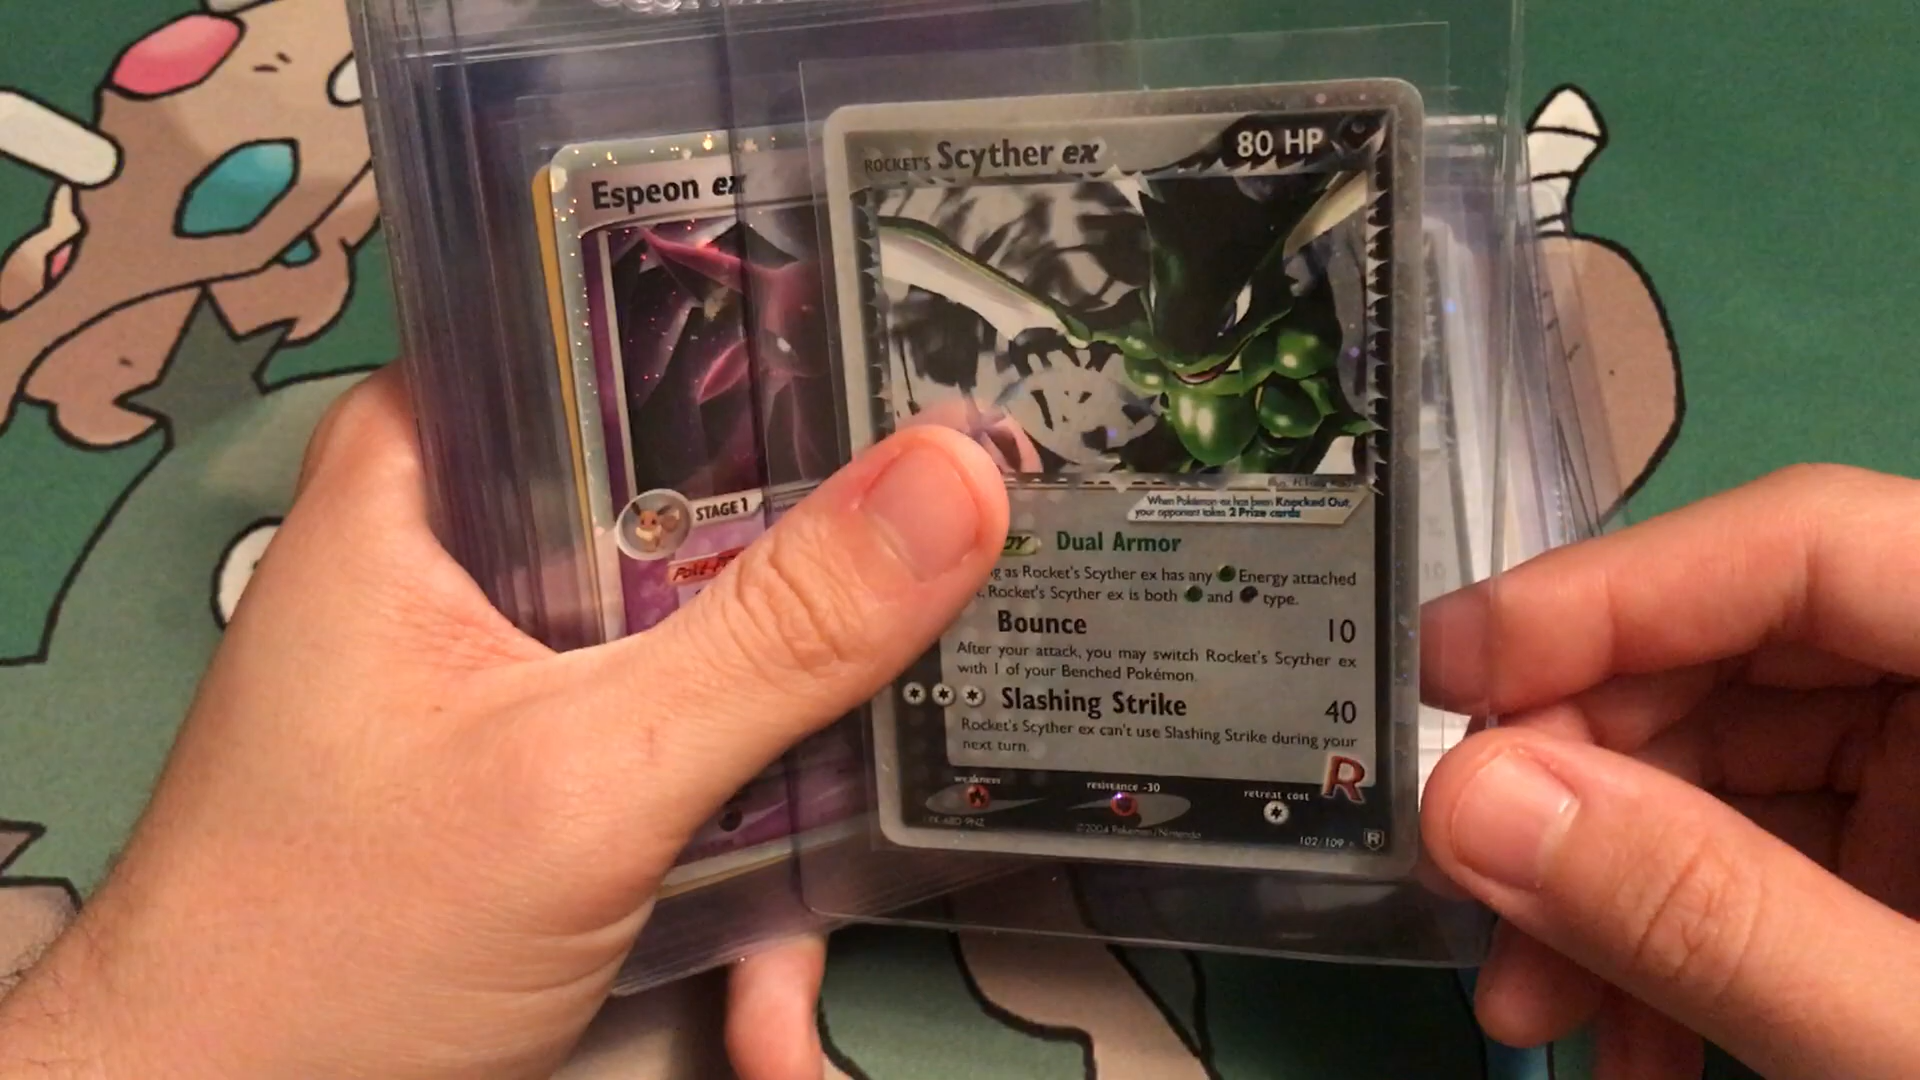 Espeon ex
STAGE 1
ROCKET'S Scyther ex 80 HP
When Pokémon-ex has been Knocked Out,
your opponent takes 2 Prize cards
Dual Armor
as Rocket's Scyther ex has any Energy attached
Rocket's Scyther ex is both and type.
Bounce 10
After your attack, you may switch Rocket's Scyther ex
with 1 of your Benched Pokémon.
Slashing Strike 40
Rocket's Scyther ex can't use Slashing Strike during your
next turn.
weakness resistance -30 retreat cost
R
©2004 Pokémon/Nintendo 102/109 R